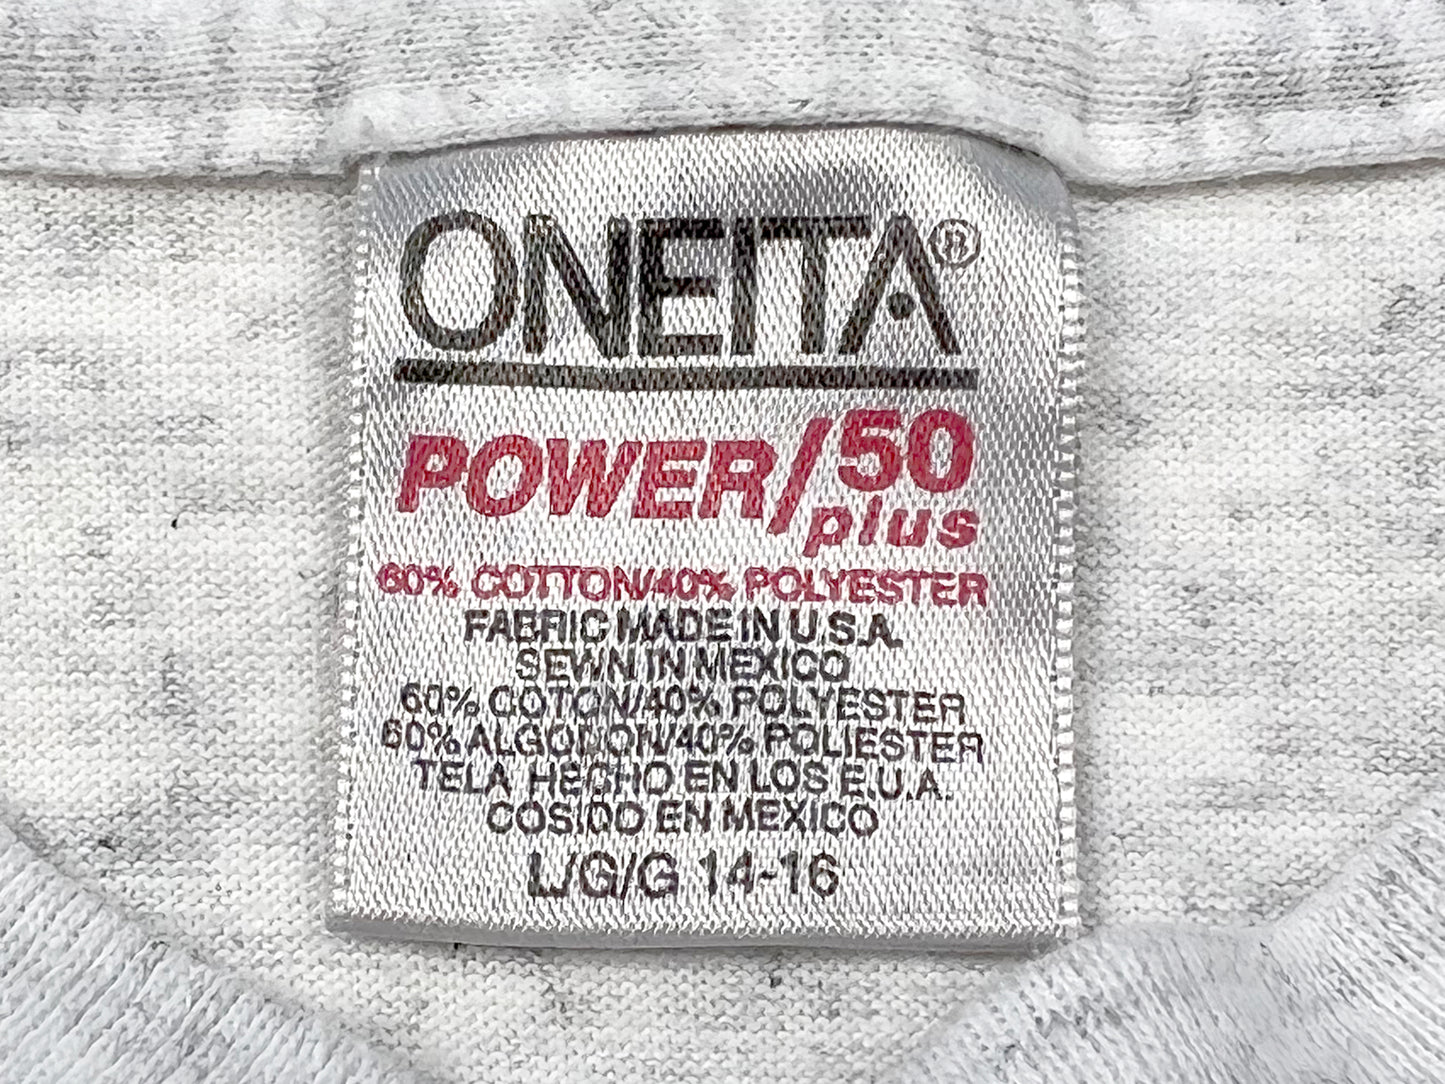 ONEITA®
POWER/50
plus
60% COTTON/40% POLYESTER
FABRIC MADE IN U.S.A.
SEWN IN MEXICO
60% COTON/40% POLYESTER
60% ALGODON/40% POLIESTER
TELA HECHO EN LOS E.U.A.
COSIDO EN MEXICO
L/G/G 14-16